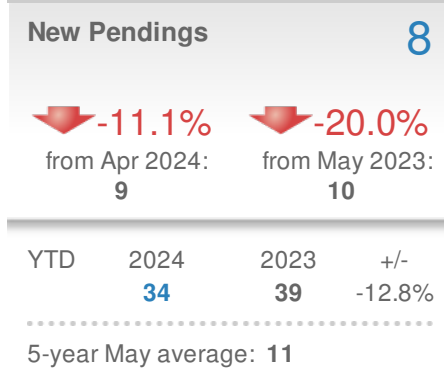 New Pendings 8
-11.1% -20.0%
from Apr 2024: from May 2023:
9 10
YTD 2024 2023 +/-
34 39 -12.8%
5-year May average: 11